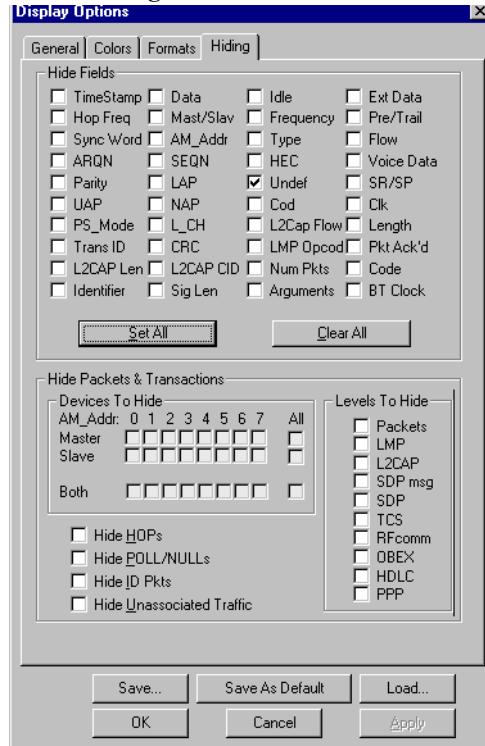 Display Options
General Colors Formats Hiding
Hide Fields
TimeStamp Data Idle Ext Data
Hop Freq Mast/Slav Frequency Pre/Trail
Sync Word AM_Addr Type Flow
ARQN SEQN HEC Voice Data
Parity LAP Undef SR/SP
UAP NAP Cod Clk
PS_Mode L_CH L2Cap Flow Length
Trans ID CRC LMP Opcod Pkt Ack'd
L2CAP Len L2CAP CID Num Pkts Code
Identifier Sig Len Arguments BT Clock
Set All Clear All
Hide Packets & Transactions
Devices To Hide
AM_Addr: 0 1 2 3 4 5 6 7 All
Master
Slave
Both
Hide HOPs
Hide POLL/NULLs
Hide ID Pkts
Hide Unassociated Traffic
Levels To Hide
Packets
LMP
L2CAP
SDP msg
SDP
TCS
RFcomm
OBEX
HDLC
PPP
Save... Save As Default Load...
OK Cancel Apply